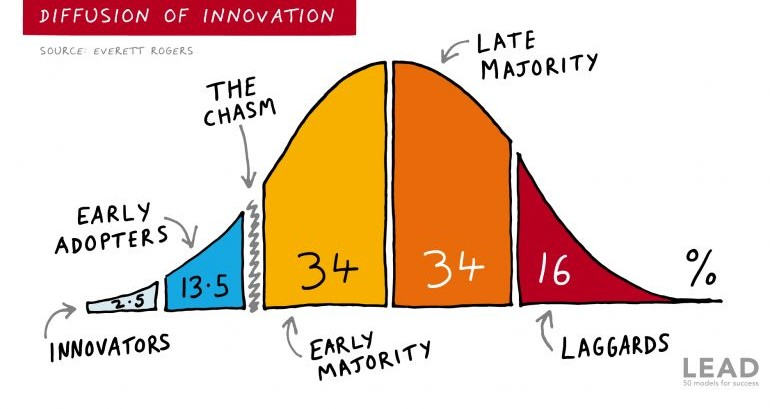 DIFFUSION OF INNOVATION
SOURCE: EVERETT ROGERS
THE
CHASM
LATE
MAJORITY
EARLY
ADOPTERS
2.5
13.5
34
34
16
%
INNOVATORS
EARLY
MAJORITY
LAGGARDS
LEAD
50 models for success